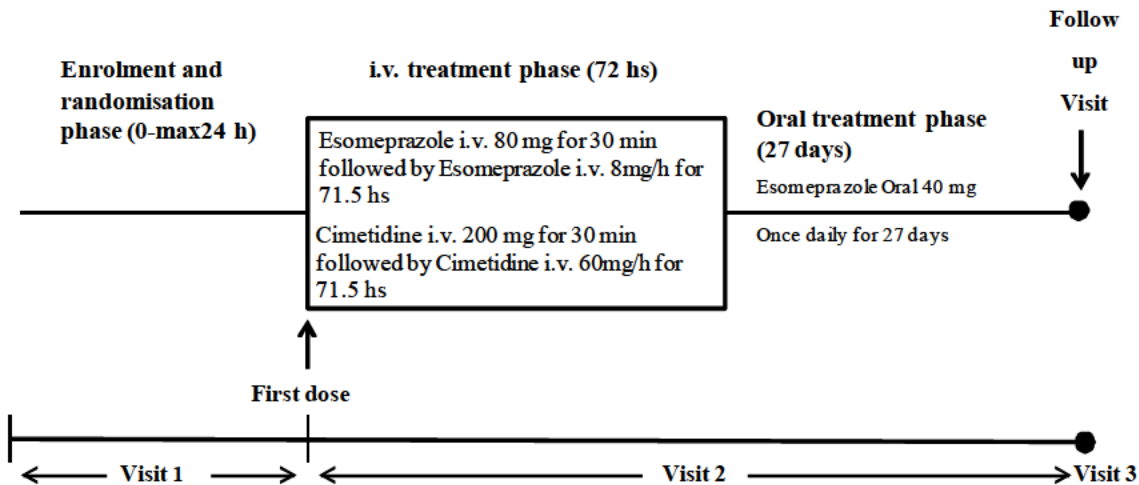 Enrolment and
randomisation
phase (0-max24 h)
i.v. treatment phase (72 hs)
Esomeprazole i.v. 80 mg for 30 min
followed by Esomeprazole i.v. 8mg/h for
71.5 hs
Cimetidine i.v. 200 mg for 30 min
followed by Cimetidine i.v. 60mg/h for
71.5 hs
Oral treatment phase
(27 days)
Esomeprazole Oral 40 mg
Once daily for 27 days
Follow
up
Visit
First dose
Visit 1
Visit 2
Visit 3